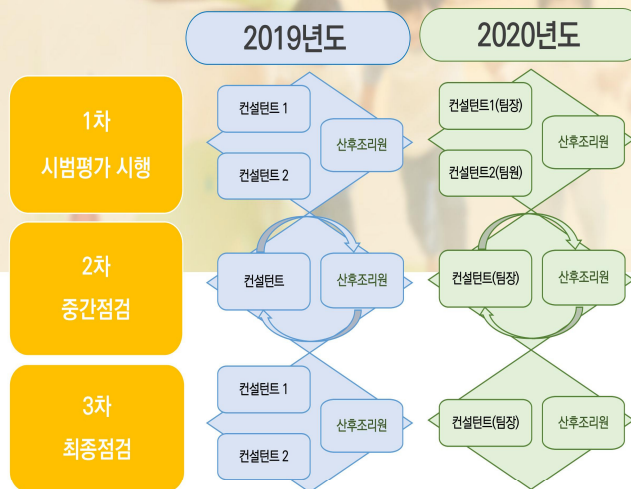 2019년도
2020년도
1차
시범평가 시행
컨설턴트 1
컨설턴트 2
산후조리원
컨설턴트1(팀장)
컨설턴트2(팀원)
산후조리원
2차
중간점검
컨설턴트
산후조리원
컨설턴트(팀장)
산후조리원
3차
최종점검
컨설턴트 1
컨설턴트 2
산후조리원
컨설턴트(팀장)
산후조리원